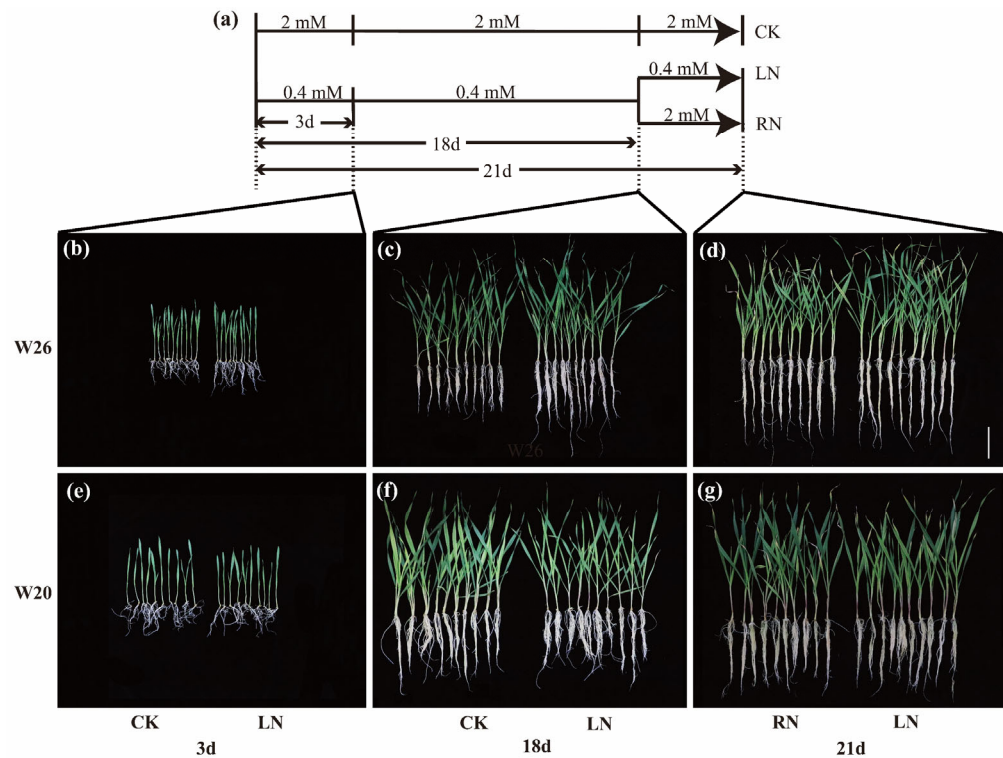 (a)
2 mM 2 mM 2 mM CK
0.4 mM LN
0.4 mM 0.4 mM
2 mM RN
3d
18d
21d
(b) (c) (d)
W26
W26
(e) (f) (g)
W20
CK LN CK LN RN LN
3d 18d 21d